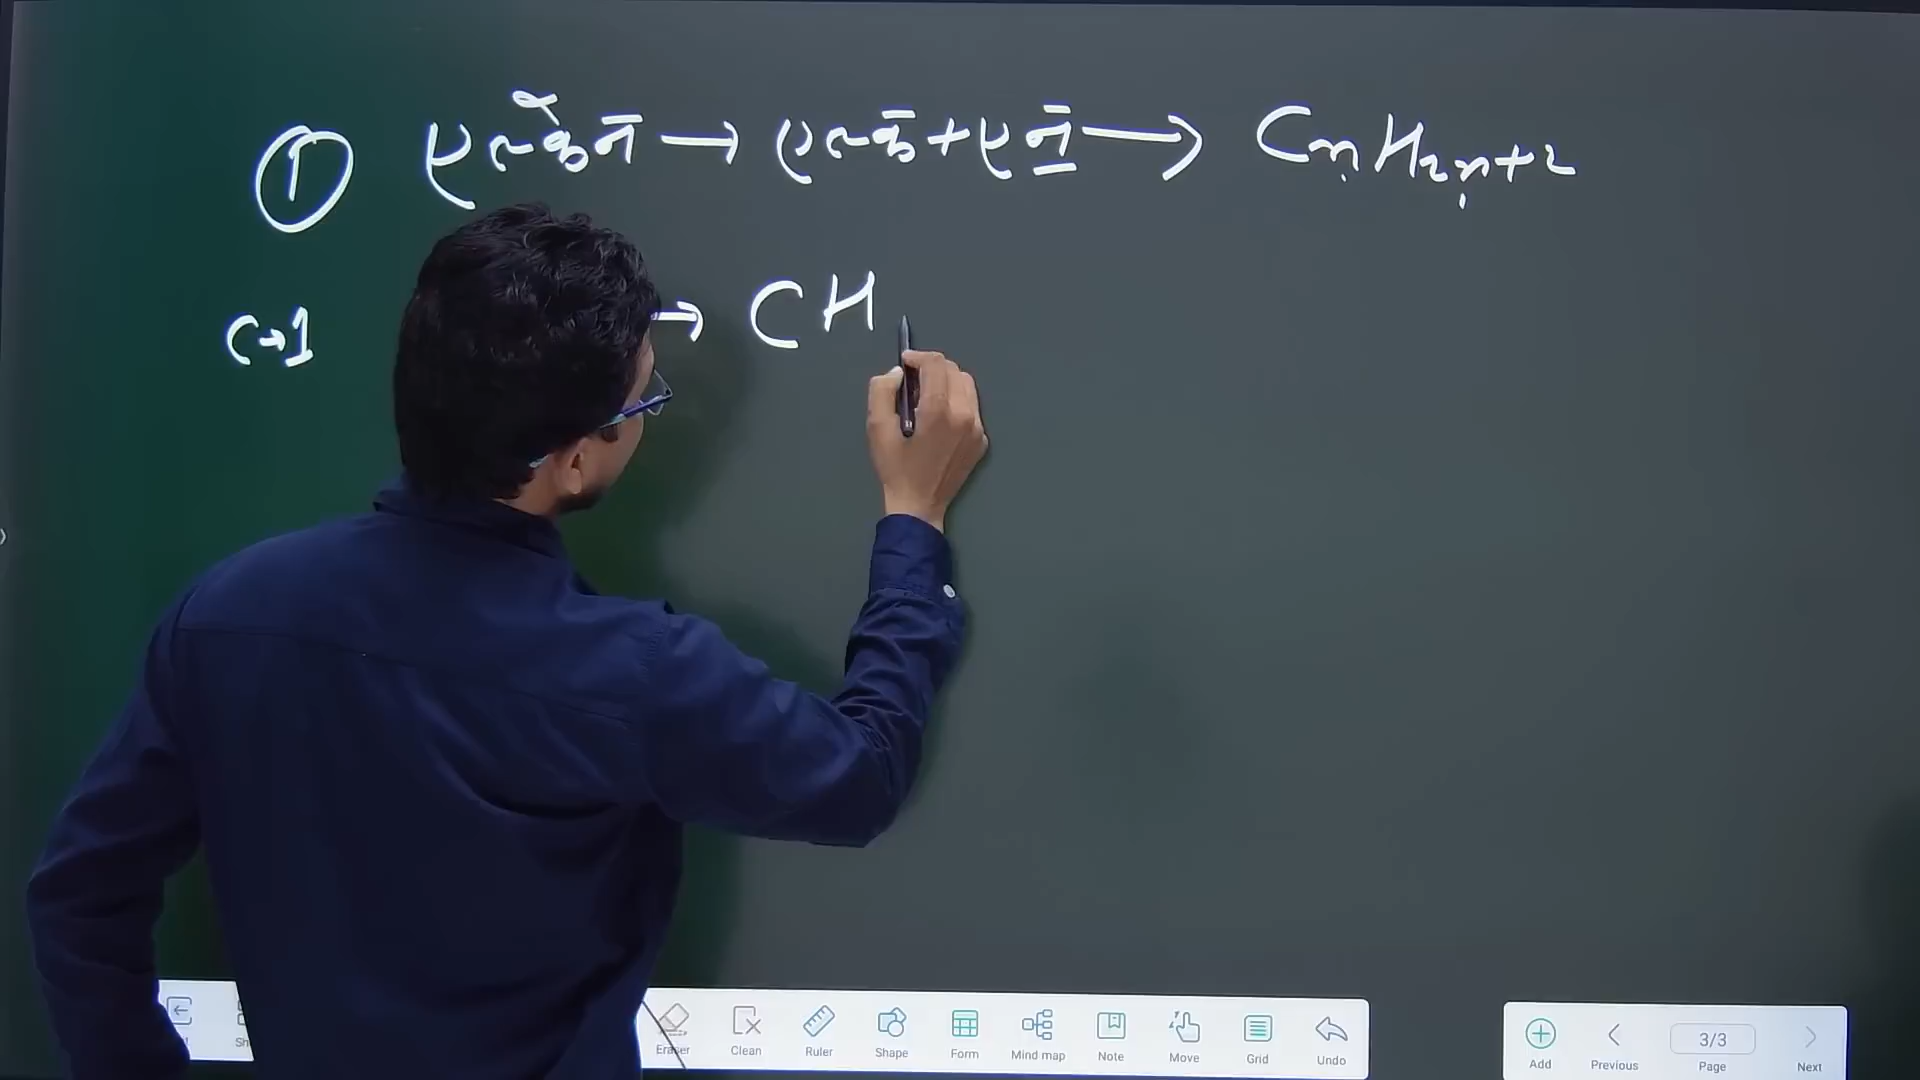 ① एल्केन → एल्क + एन → CnH2n+2
C→1 → CH
Eraser Clean Ruler Shape Form Mind map Note Move Grid Undo
Add Previous 3/3 Page Next